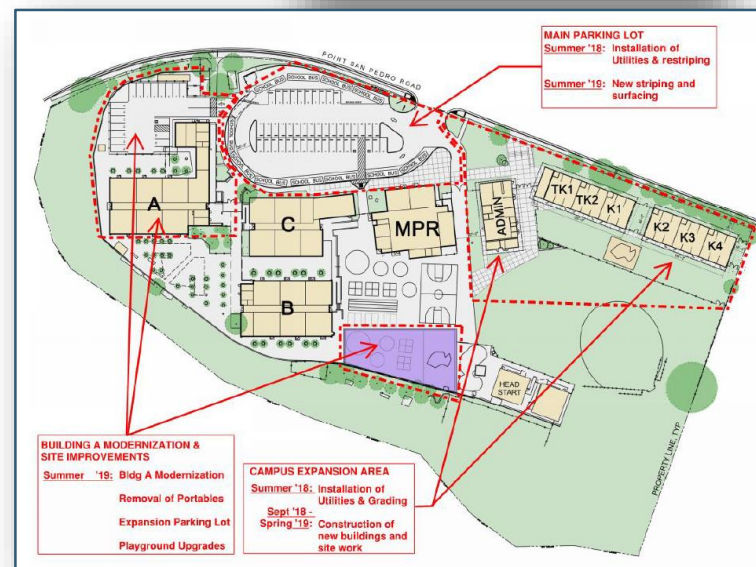 MAIN PARKING LOT
Summer '18: Installation of
Utilities & restriping
Summer '19: New striping and
surfacing
POINT SAN PEDRO ROAD
SCHOOL BUS
A
C
B
MPR
ADMIN
TK1
TK2
K1
K2
K3
K4
HEAD
START
PROPERTY LINE, TYP
BUILDING A MODERNIZATION &
SITE IMPROVEMENTS
Summer '19: Bldg A Modernization
Removal of Portables
Expansion Parking Lot
Playground Upgrades
CAMPUS EXPANSION AREA
Summer '18: Installation of
Utilities & Grading
Sept '18 -
Spring '19: Construction of
new buildings and
site work